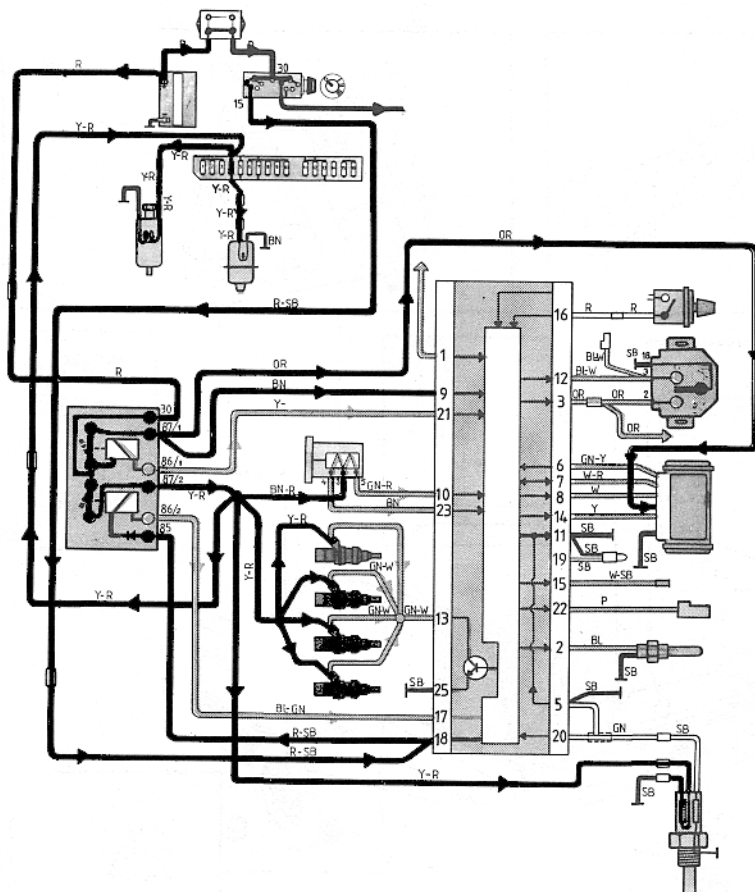 30
R
15
Y-R
Y-R
Y-R
Y-R
Y-R
Y-R
Y-R
BN
OR
R-SB
R
OR
BN
Y-
30
87/1
86/1
87/2
86/2
85
Y-R
BN-R
GN-R
BN
Y-R
Y-R
GN-W
GN-W
GN-W
Y-R
SB
BL-GN
R-SB
R-SB
Y-R
1
9
21
10
23
13
25
17
18
16
12
3
6
7
8
14
11
19
15
22
2
5
20
R
R
BL-W
SB
18
BL-W
3
OR
OR
2
OR
GN-Y
W-R
W
Y
SB
SB
SB
SB
W-SB
P
BL
SB
SB
GN
SB
SB